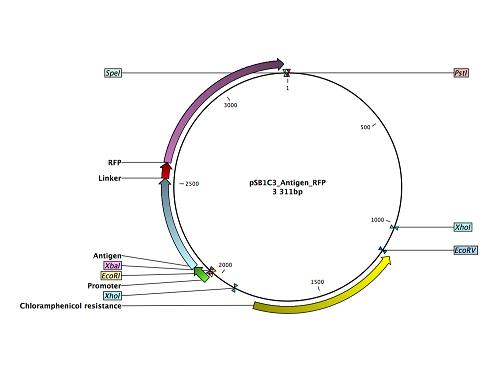 SpeI
PstI
1
3000
500
RFP
Linker
2500
pSB1C3_Antigen_RFP
3 311bp
1000
XhoI
EcoRV
Antigen
XbaI
EcoRI
Promoter
XhoI
2000
1500
Chloramphenicol resistance